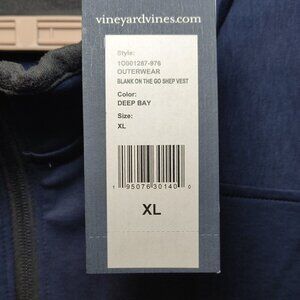 vineyardvines.com
Style:
1O001287-976
OUTERWEAR
BLANK ON THE GO SHEP VEST
Color:
DEEP BAY
Size:
XL
1 95076 30140 0
XL